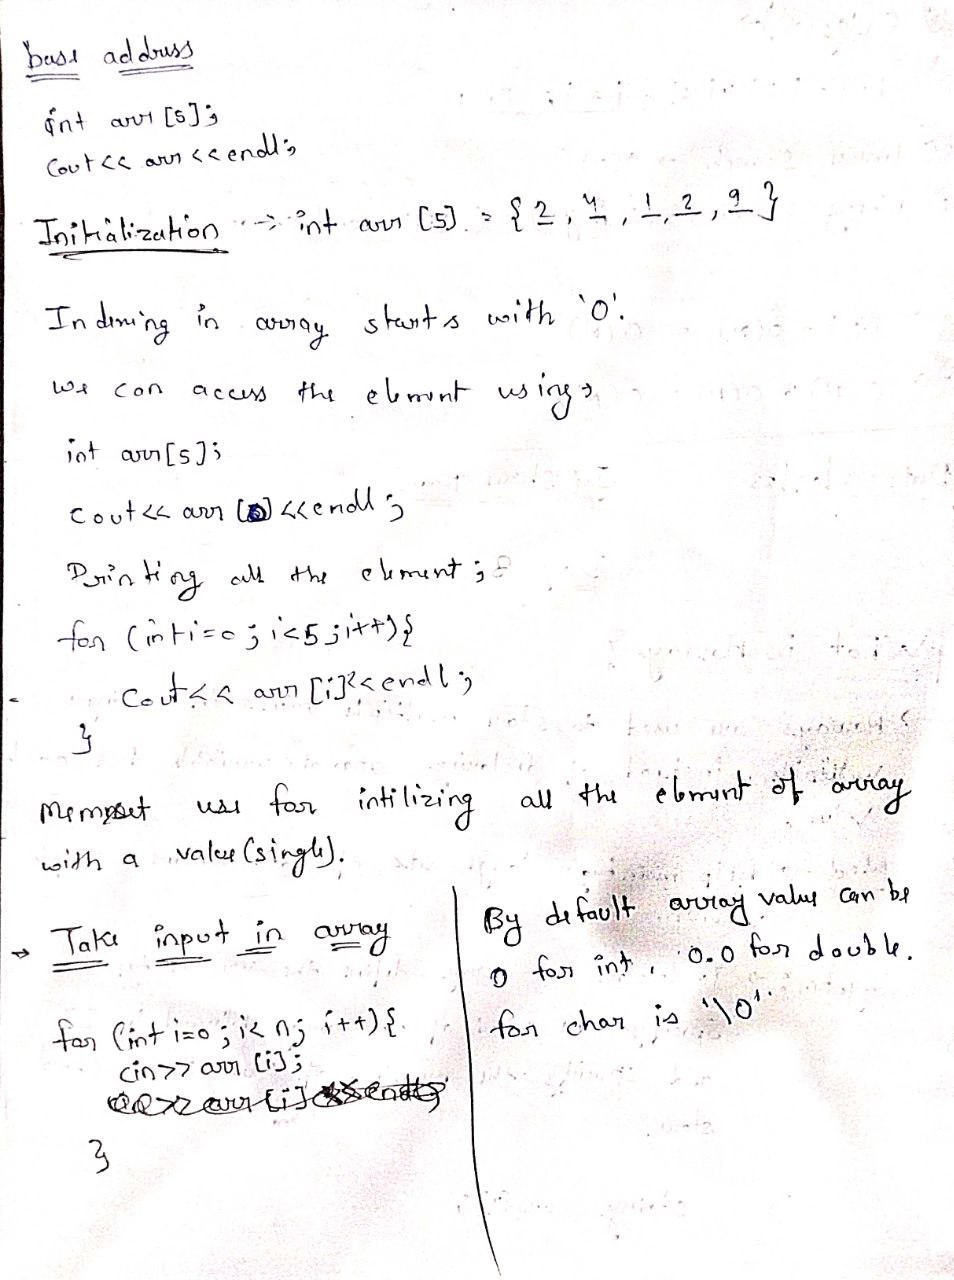 base address
int arr [5];
Cout<< arr <<endl;
Initialization -> int arr [5] = {2, 4, 1, 2, 9}
Indexing in array starts with '0'.
we can access the element using,
int arr[5];
Cout<< arr [0] <<endl;
Printing all the element;
for (int i=0; i<5; i++){
Cout<< arr [i]<<endl;
}
Memset use for intilizing all the element of array
with a value (single).
→ Take input in array
for (int i=0; i< n; i++){
cin>> arr [i];
}
By default array value can be
0 for int, 0.0 for double.
for char is '\0'